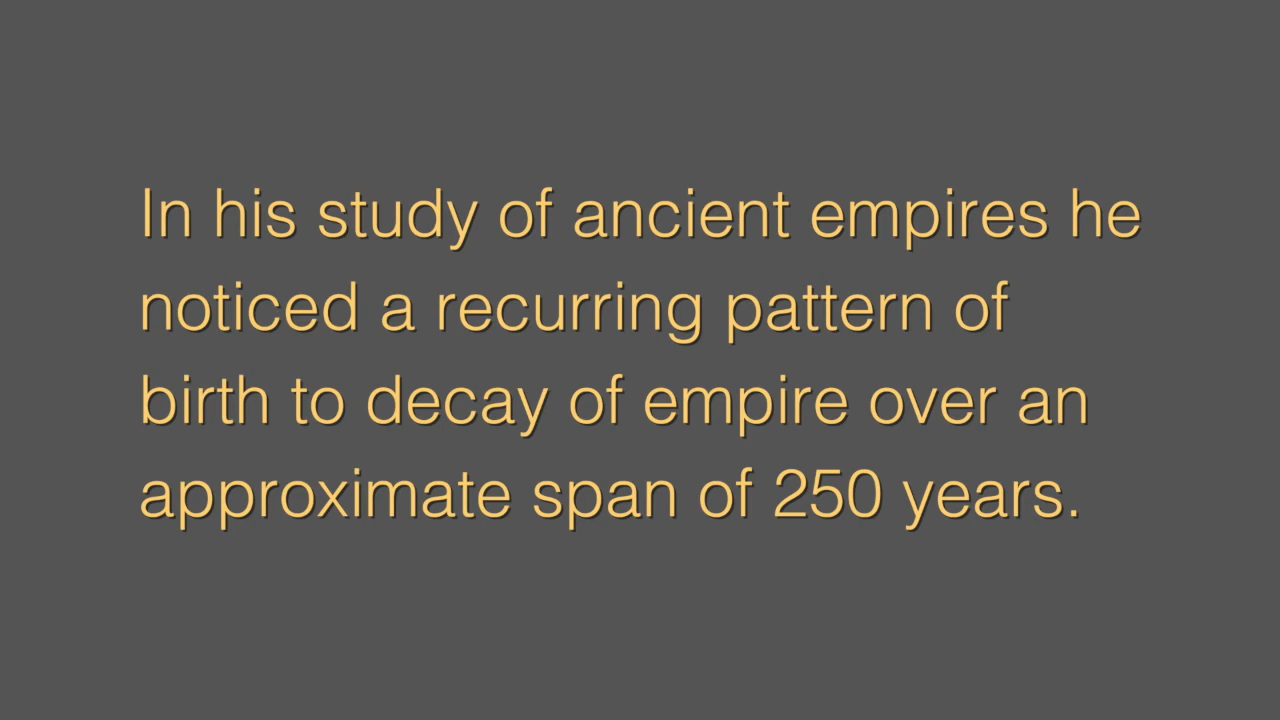 In his study of ancient empires he
noticed a recurring pattern of
birth to decay of empire over an
approximate span of 250 years.